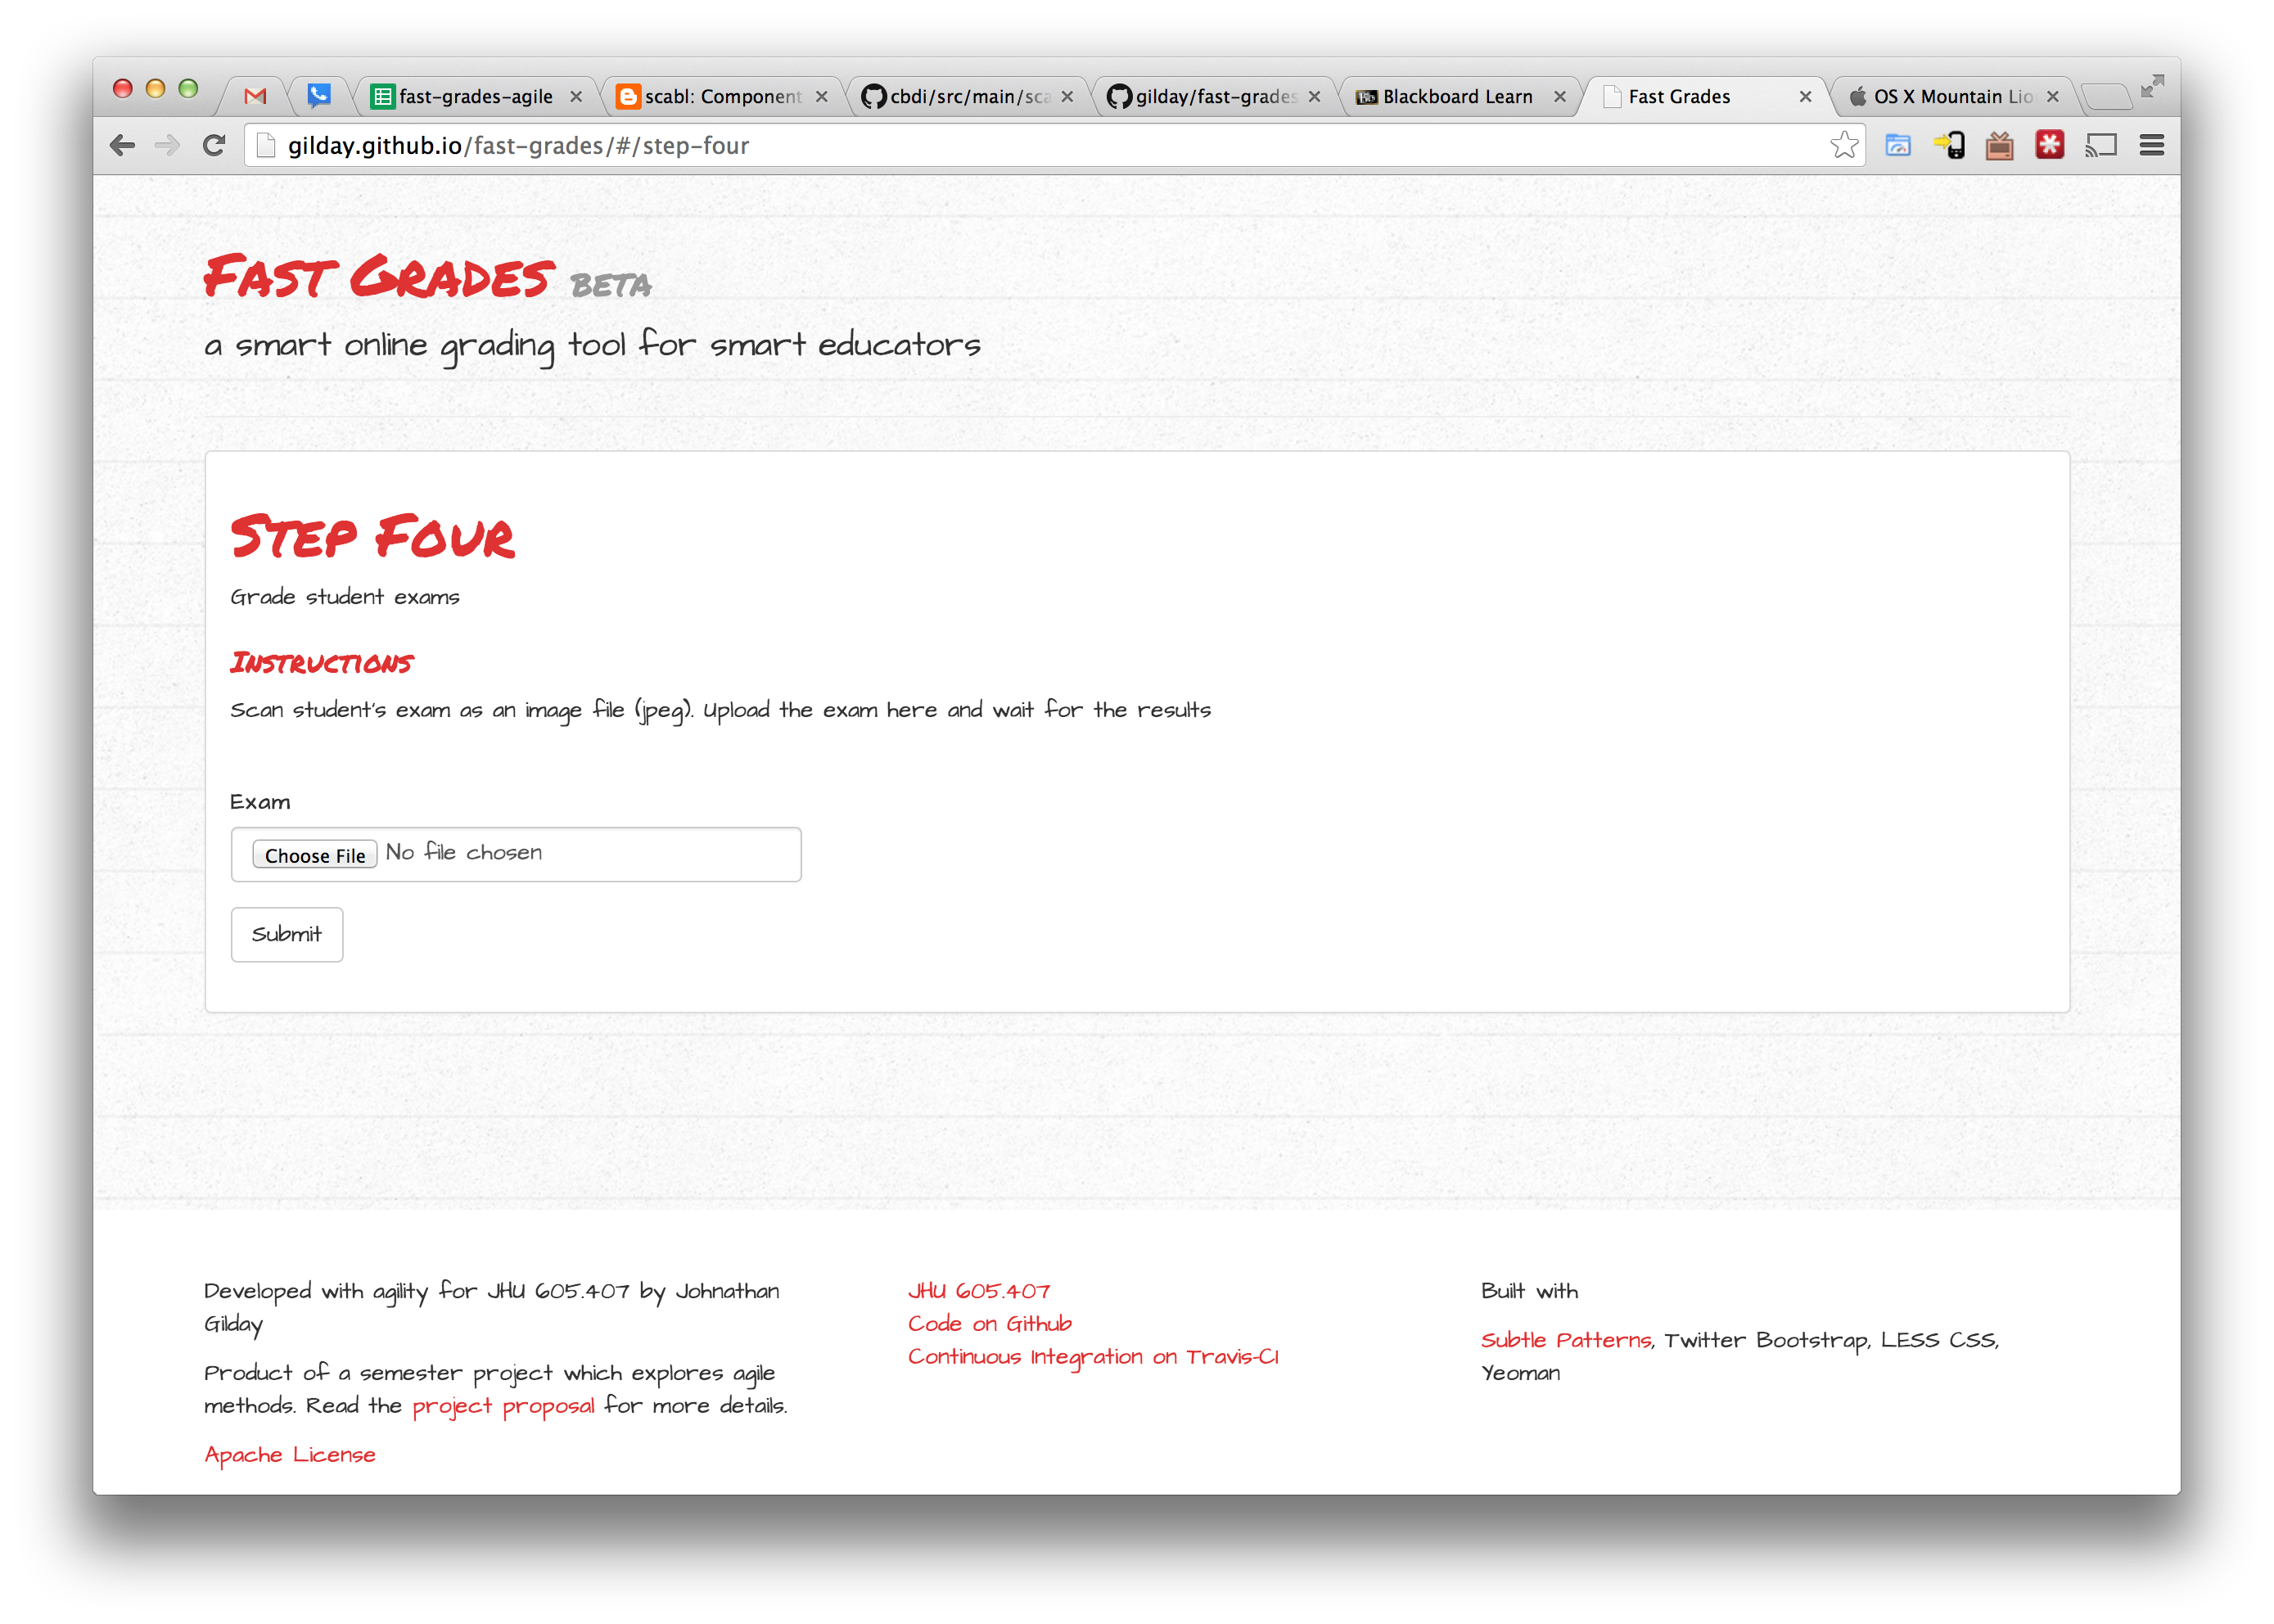 fast-grades-agile
scabl: Component
cbdi/src/main/sca
gilday/fast-grades
Blackboard Learn
Fast Grades
OS X Mountain Lio
gilday.github.io/fast-grades/#/step-four
Fast Grades beta
a smart online grading tool for smart educators
Step Four
Grade student exams
Instructions
Scan student's exam as an image file (jpeg). Upload the exam here and wait for the results
Exam
Choose File No file chosen
Submit
Developed with agility for JHU 605.407 by Johnathan
Gilday
Product of a semester project which explores agile
methods. Read the project proposal for more details.
Apache License
JHU 605.407
Code on Github
Continuous Integration on Travis-CI
Built with
Subtle Patterns, Twitter Bootstrap, LESS CSS,
Yeoman